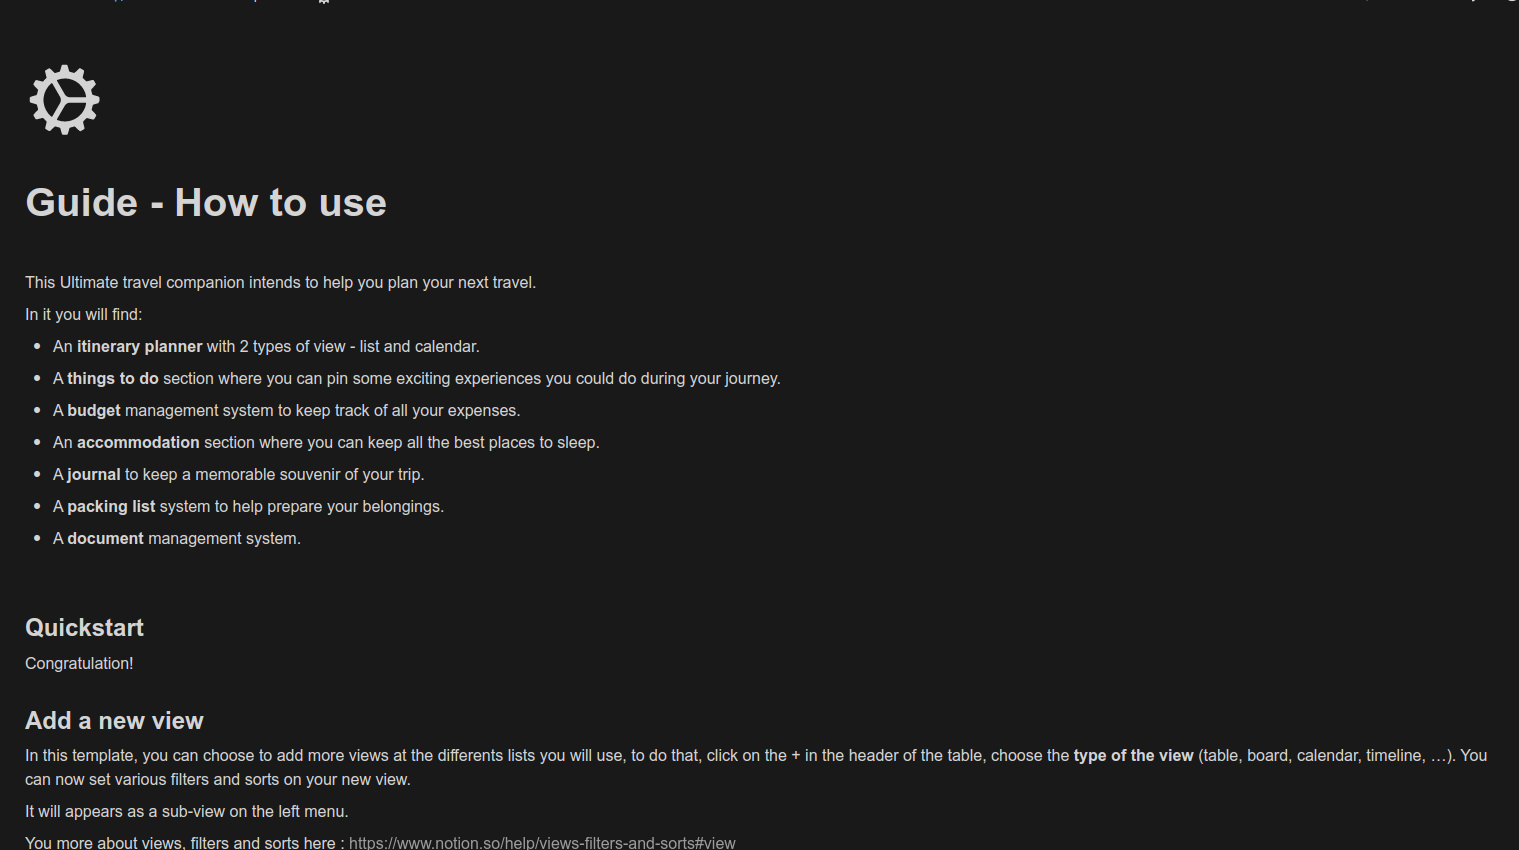 Guide - How to use
This Ultimate travel companion intends to help you plan your next travel.
In it you will find:
An itinerary planner with 2 types of view - list and calendar.
A things to do section where you can pin some exciting experiences you could do during your journey.
A budget management system to keep track of all your expenses.
An accommodation section where you can keep all the best places to sleep.
A journal to keep a memorable souvenir of your trip.
A packing list system to help prepare your belongings.
A document management system.
Quickstart
Congratulation!
Add a new view
In this template, you can choose to add more views at the differents lists you will use, to do that, click on the + in the header of the table, choose the type of the view (table, board, calendar, timeline, …). You
can now set various filters and sorts on your new view.
It will appears as a sub-view on the left menu.
You more about views, filters and sorts here : https://www.notion.so/help/views-filters-and-sorts#view